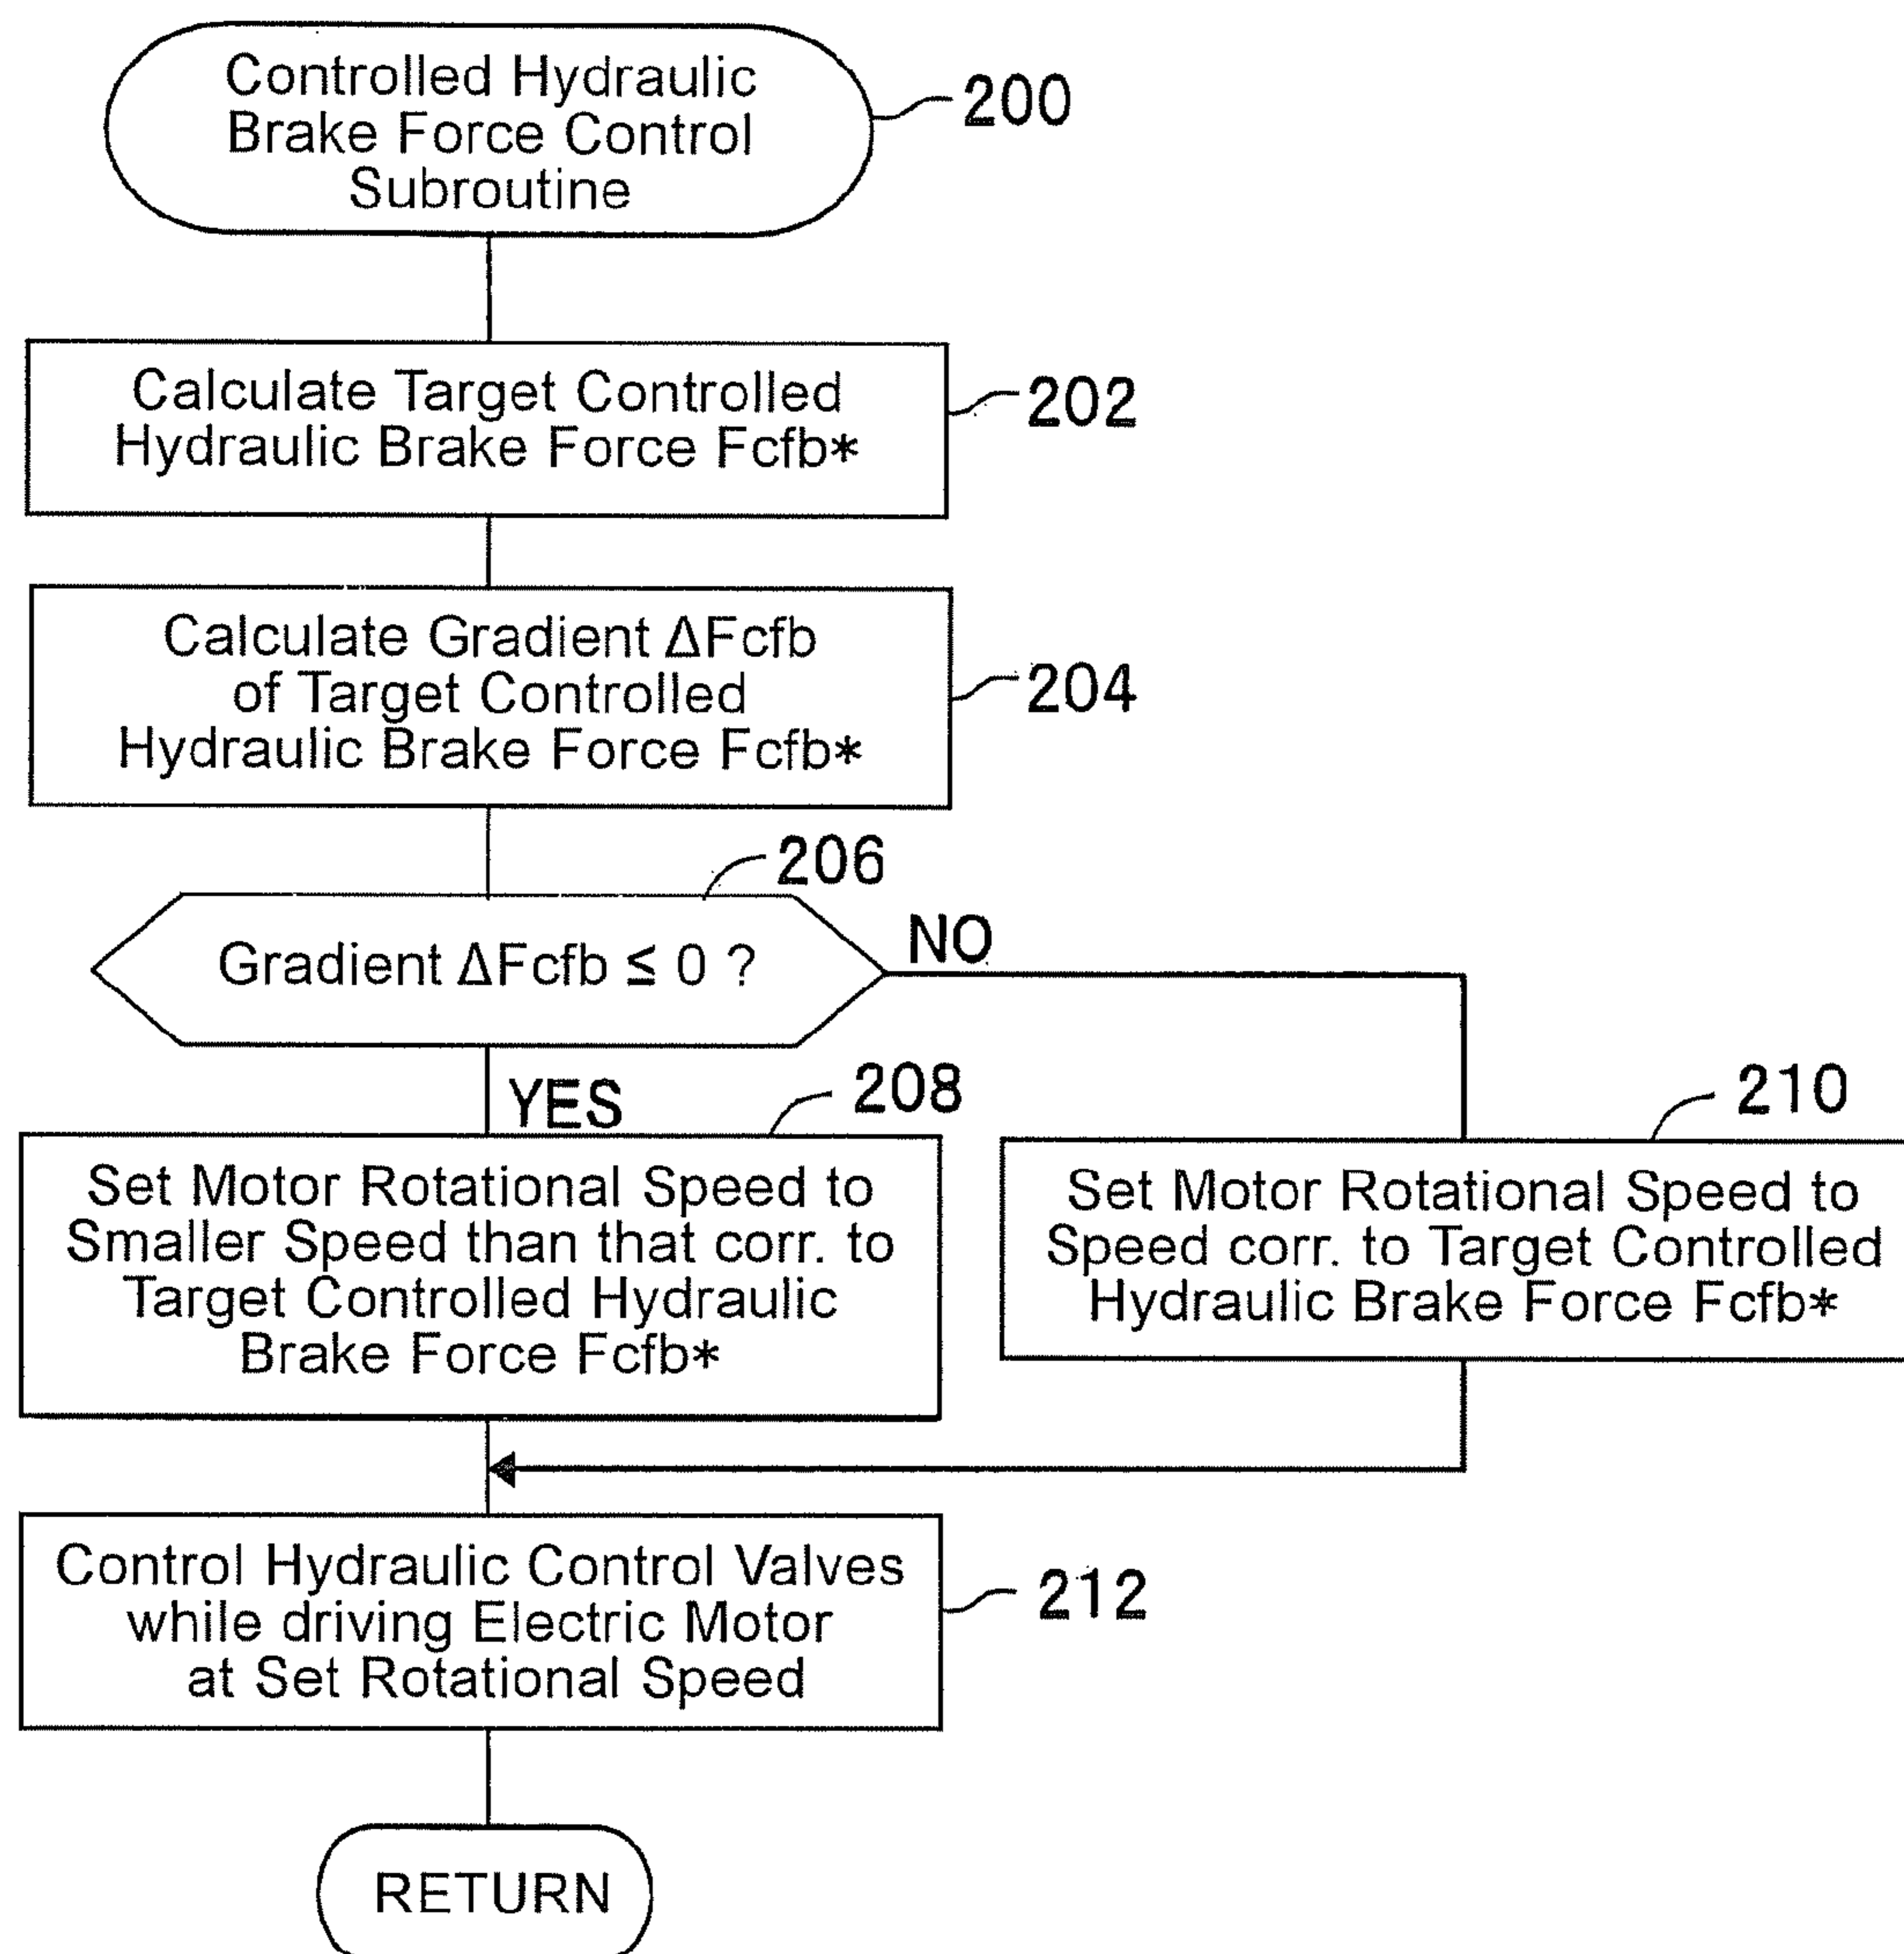 Controlled Hydraulic
Brake Force Control
Subroutine
200
Calculate Target Controlled
Hydraulic Brake Force Fcfb*
202
Calculate Gradient ΔFcfb
of Target Controlled
Hydraulic Brake Force Fcfb*
204
206
Gradient ΔFcfb ≤ 0 ?
NO
YES
208
Set Motor Rotational Speed to
Smaller Speed than that corr. to
Target Controlled Hydraulic
Brake Force Fcfb*
210
Set Motor Rotational Speed to
Speed corr. to Target Controlled
Hydraulic Brake Force Fcfb*
Control Hydraulic Control Valves
while driving Electric Motor
at Set Rotational Speed
212
RETURN